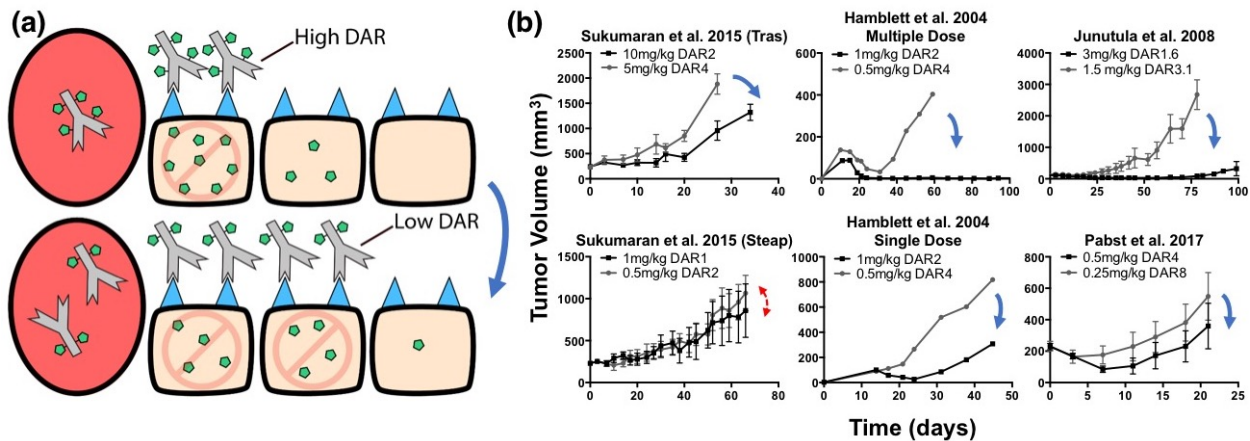 (a)
High DAR
Low DAR
(b)
Tumor Volume (mm³)
Sukumaran et al. 2015 (Tras)
10mg/kg DAR2
5mg/kg DAR4
2500
2000
1500
1000
500
0
0 10 20 30 40
Hamblett et al. 2004
Multiple Dose
1mg/kg DAR2
0.5mg/kg DAR4
600
400
200
0
0 20 40 60 80 100
Junutula et al. 2008
3mg/kg DAR1.6
1.5 mg/kg DAR3.1
4000
3000
2000
1000
0
0 25 50 75 100
Sukumaran et al. 2015 (Steap)
1mg/kg DAR1
0.5mg/kg DAR2
1500
1000
500
0
0 10 20 30 40 50 60 70 80
Hamblett et al. 2004
Single Dose
1mg/kg DAR2
0.5mg/kg DAR4
1000
800
600
400
200
0
0 10 20 30 40 50
Pabst et al. 2017
0.5mg/kg DAR4
0.25mg/kg DAR8
800
600
400
200
0
0 5 10 15 20 25
Time (days)